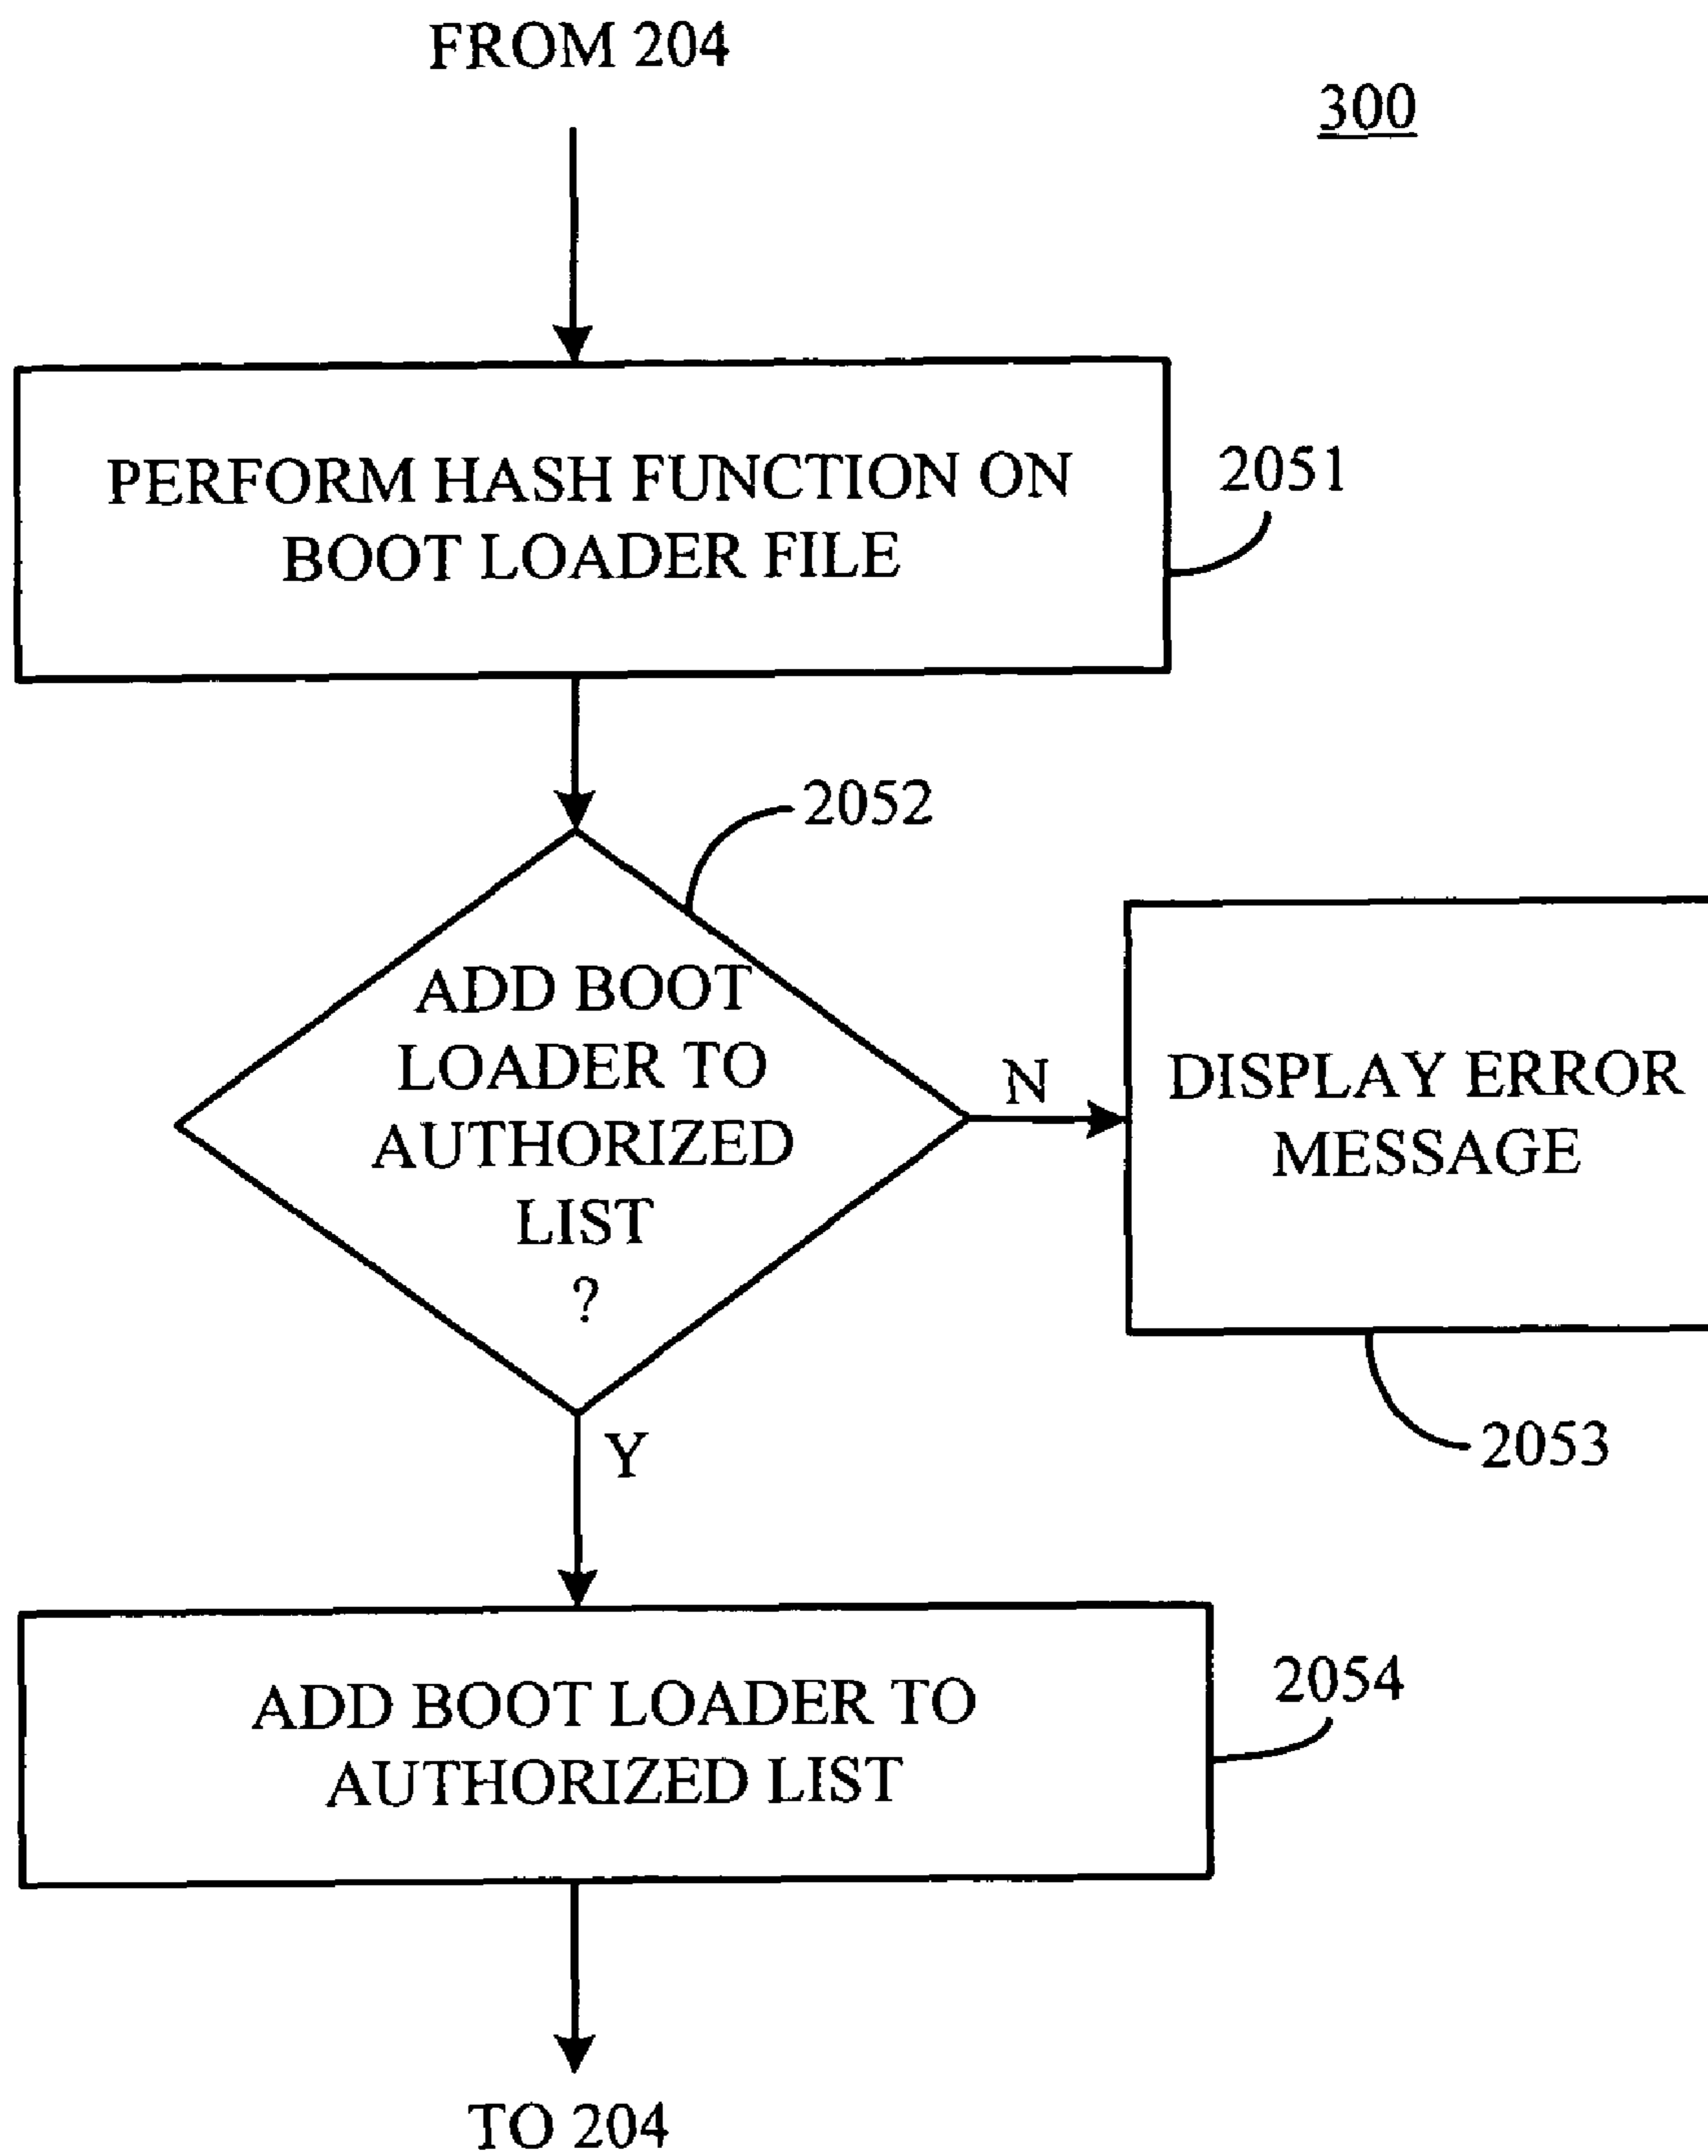 FROM 204
300
PERFORM HASH FUNCTION ON
BOOT LOADER FILE
2051
2052
ADD BOOT
LOADER TO
AUTHORIZED
LIST
?
N
DISPLAY ERROR
MESSAGE
2053
Y
ADD BOOT LOADER TO
AUTHORIZED LIST
2054
TO 204